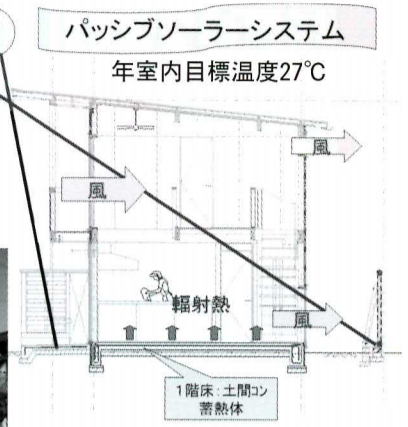 パッシブソーラーシステム
年室内目標温度27℃
風
風
輻射熱
風
1階床:土間コン
蓄熱体